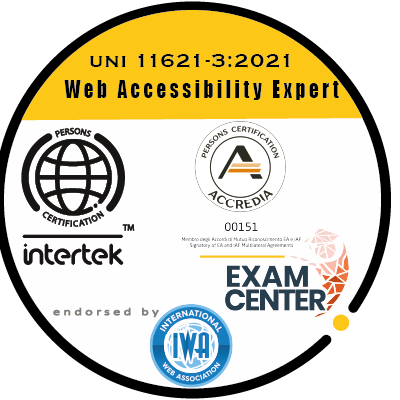 UNI 11621-3:2021
Web Accessibility Expert
PERSONS
CERTIFICATION
intertek
TM
PERSONS CERTIFICATION
ACCREDIA
00151
Membro degli Accordi di Mutuo Riconoscimento EA e IAF
Signatory of EA and IAF Multilateral Agreements
EXAM
CENTER
endorsed by
INTERNATIONAL
IWA
WEB ASSOCIATION